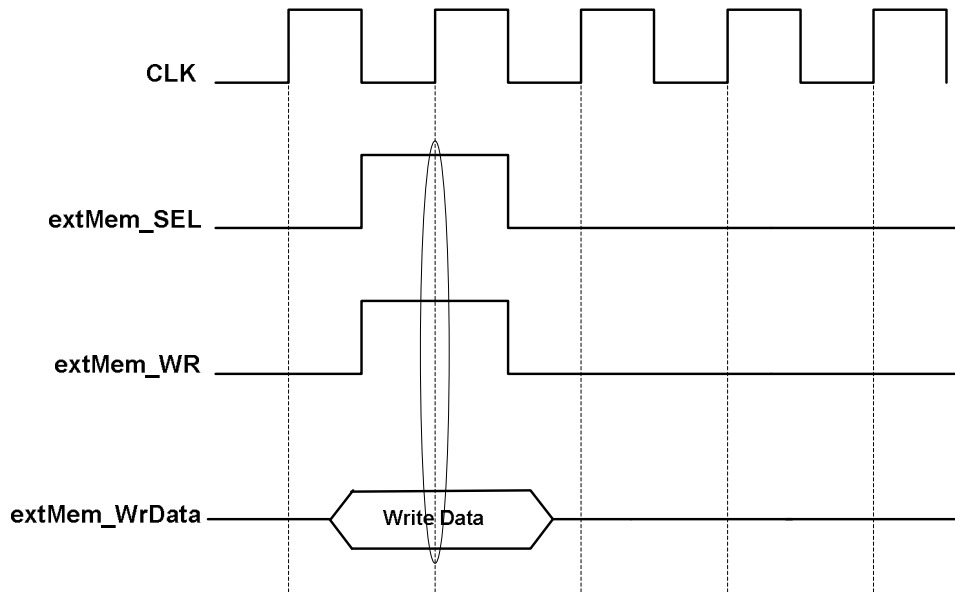 CLK
extMem_SEL
extMem_WR
extMem_WrData
Write Data